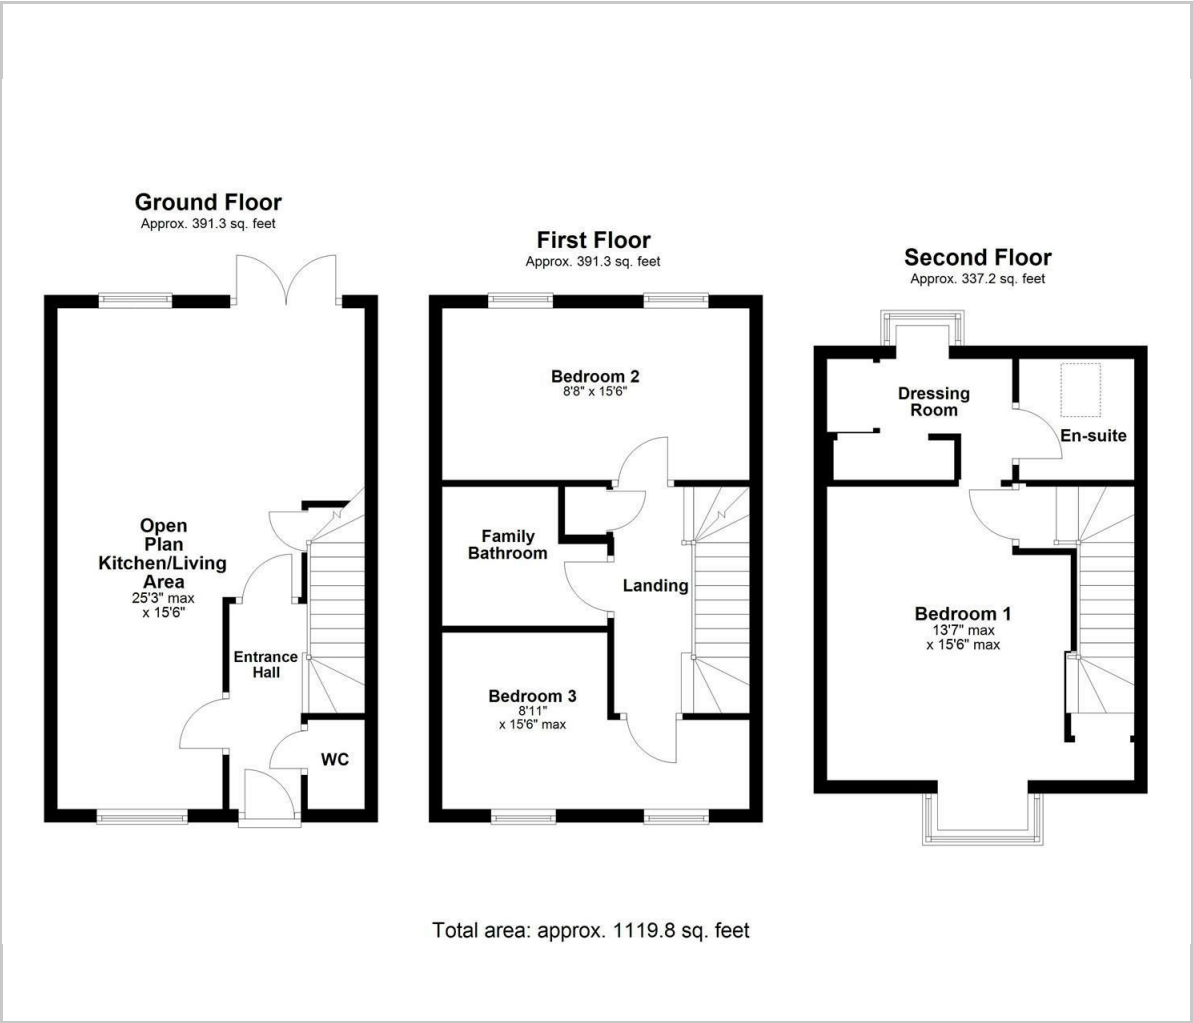 Ground Floor
Approx. 391.3 sq. feet
Open
Plan
Kitchen/Living
Area
25'3" max
x 15'6"
Entrance
Hall
WC
First Floor
Approx. 391.3 sq. feet
Bedroom 2
8'8" x 15'6"
Family
Bathroom
Landing
Bedroom 3
8'11"
x 15'6" max
Second Floor
Approx. 337.2 sq. feet
Dressing
Room
En-suite
Bedroom 1
13'7" max
x 15'6" max
Total area: approx. 1119.8 sq. feet